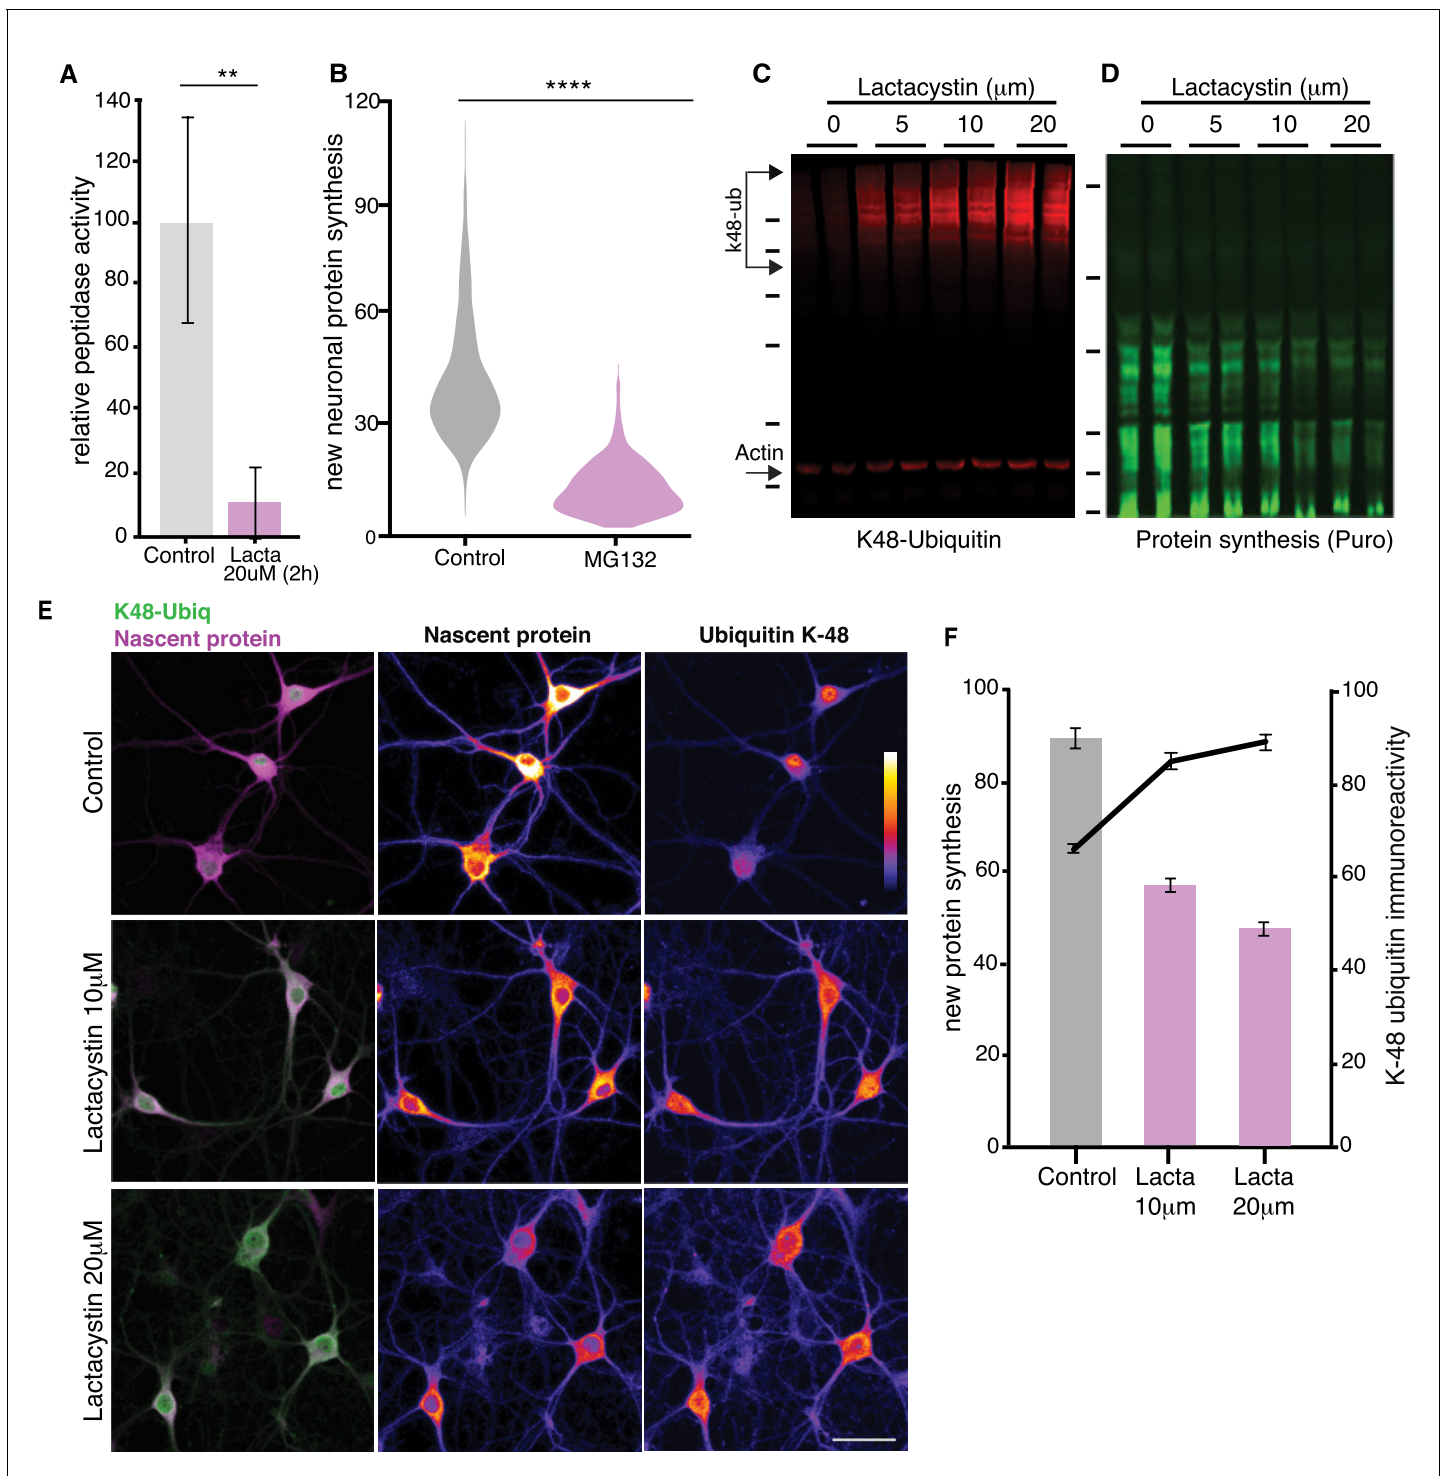 A
**
140
120
100
80
60
40
20
0
relative peptidase activity
Control
Lacta
20uM (2h)
B
****
120
90
60
30
0
new neuronal protein synthesis
Control
MG132
C
Lactacystin (μm)
0 5 10 20
k48-ub
Actin
K48-Ubiquitin
D
Lactacystin (μm)
0 5 10 20
Protein synthesis (Puro)
E
K48-Ubiq
Nascent protein
Nascent protein
Ubiquitin K-48
Control
Lactacystin 10μM
Lactacystin 20μM
F
100
80
60
40
20
0
new protein synthesis
100
80
60
40
20
0
K-48 ubiquitin immunoreactivity
Control
Lacta
10μm
Lacta
20μm